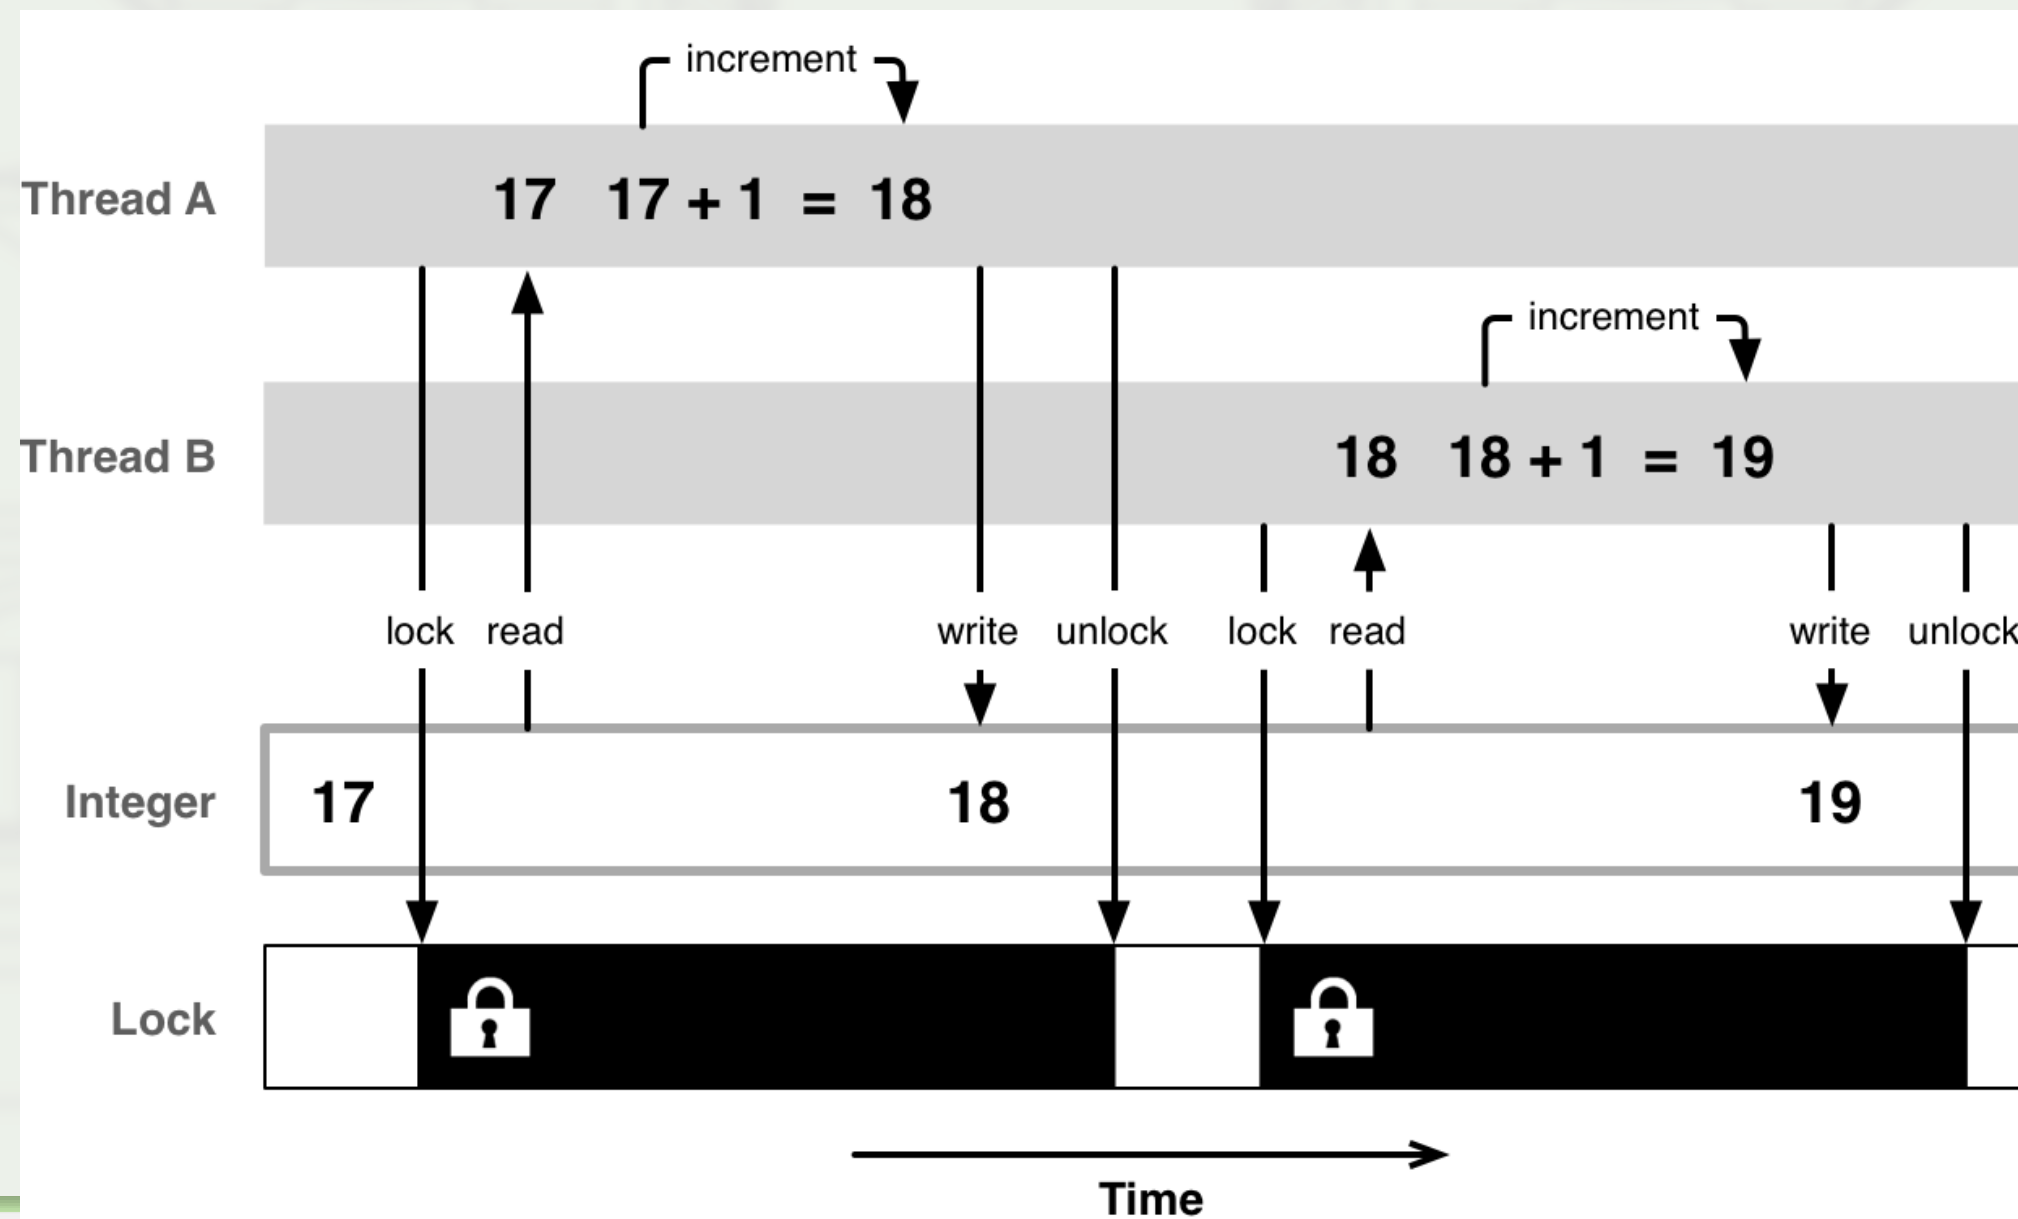 increment
Thread A
17 17 + 1 = 18
increment
Thread B
18 18 + 1 = 19
lock read write unlock lock read write unlock
Integer
17 18 19
Lock
Time